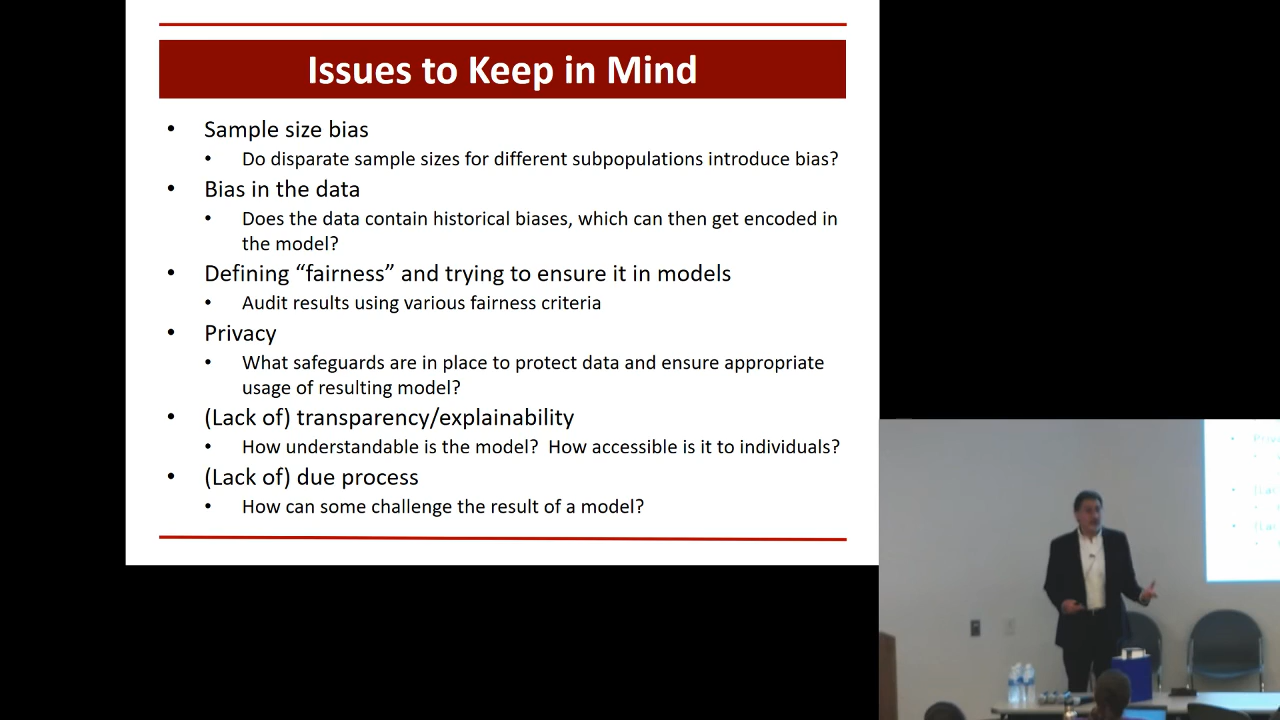 Issues to Keep in Mind
• Sample size bias
• Do disparate sample sizes for different subpopulations introduce bias?
• Bias in the data
• Does the data contain historical biases, which can then get encoded in
the model?
• Defining “fairness” and trying to ensure it in models
• Audit results using various fairness criteria
• Privacy
• What safeguards are in place to protect data and ensure appropriate
usage of resulting model?
• (Lack of) transparency/explainability
• How understandable is the model?  How accessible is it to individuals?
• (Lack of) due process
• How can some challenge the result of a model?